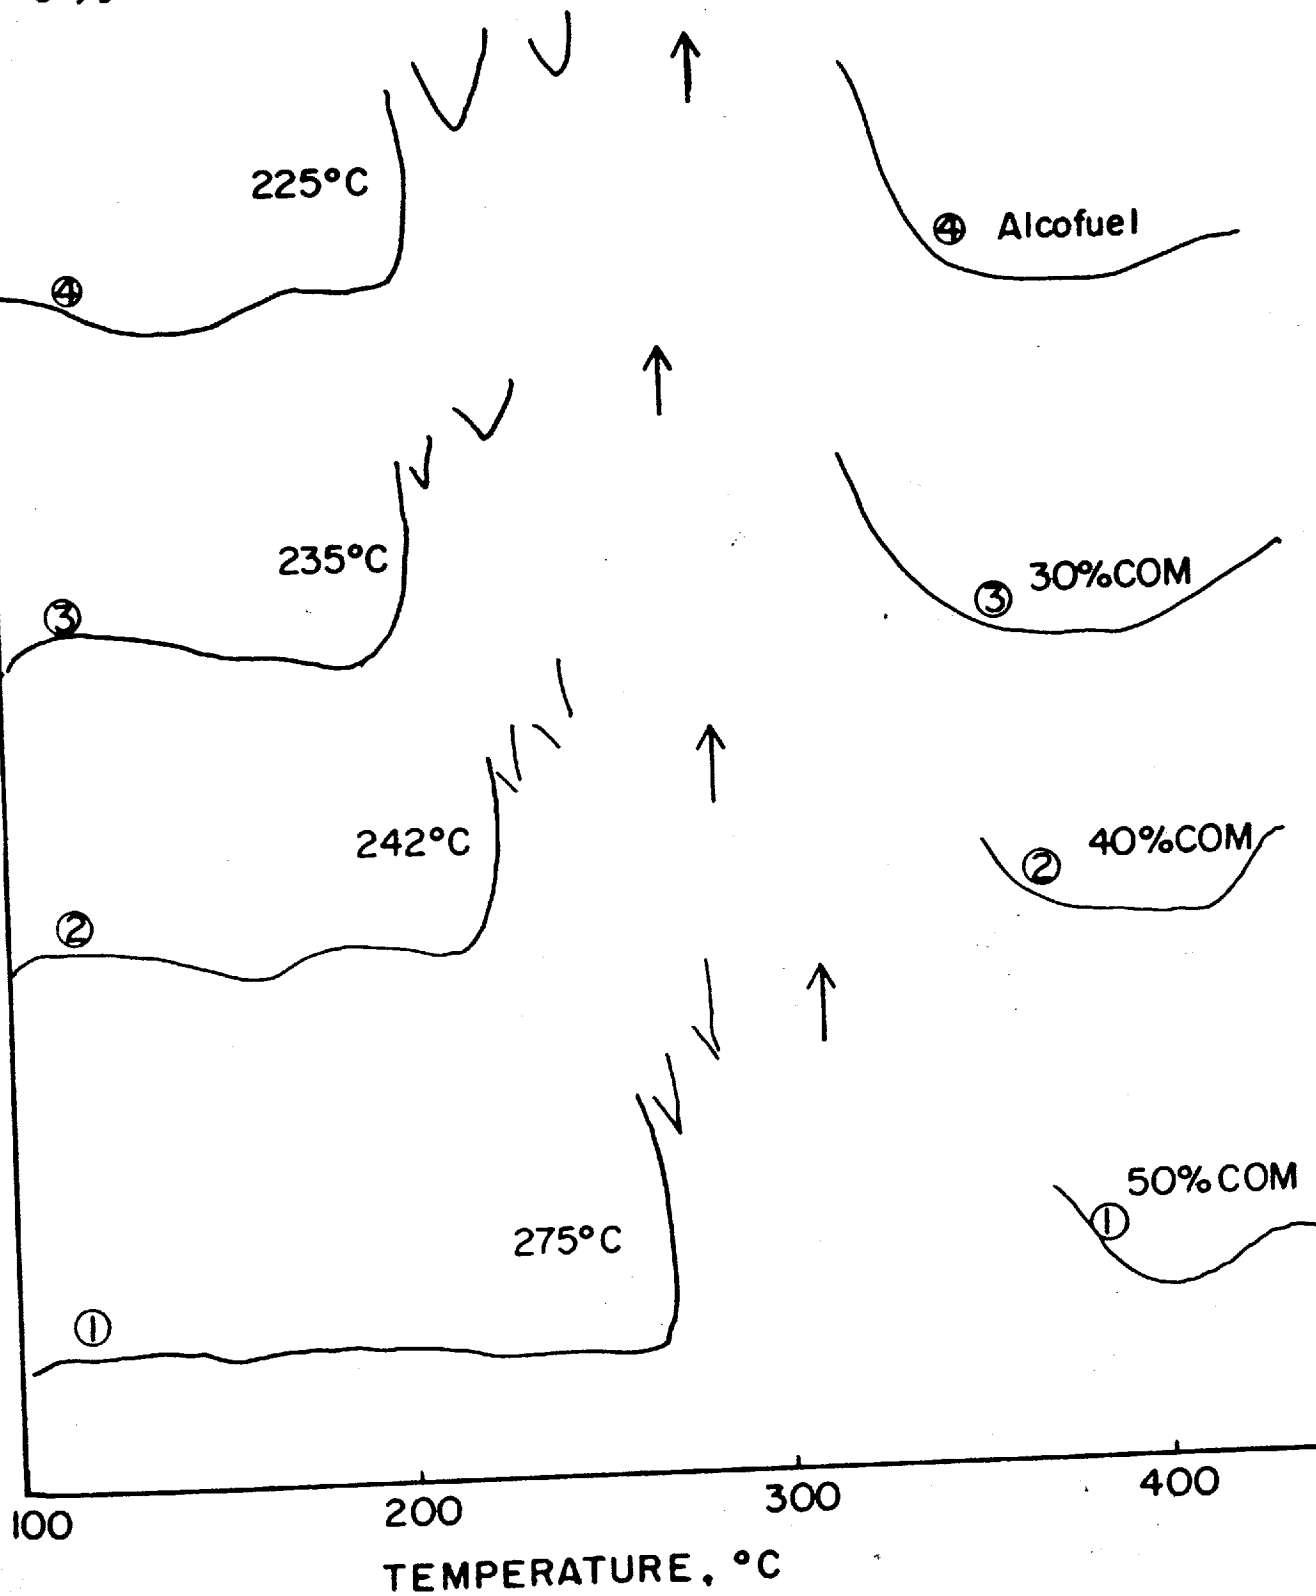 225°C
④
④ Alcofuel
235°C
③
③ 30%COM
242°C
②
② 40%COM
275°C
①
① 50%COM
100 200 300 400
TEMPERATURE, °C